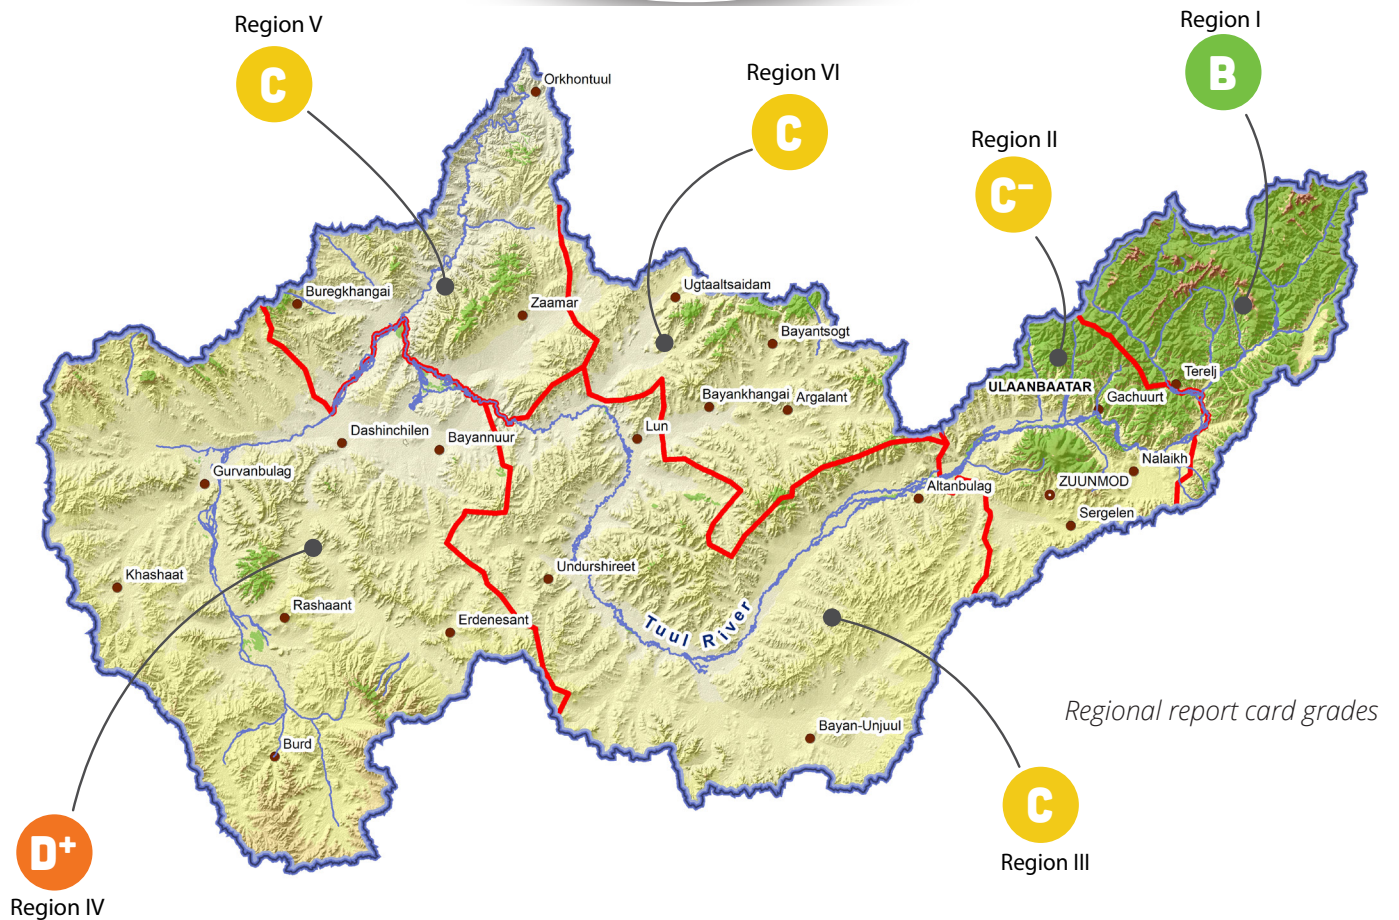 Region V
C
Region VI
C
Region I
B
Region II
C-
Orkhontuul
Buregkhangai
Zaamar
Ugtaaltsaidam
Bayantsogt
Bayankhangai
Argalant
Lun
ULAANBAATAR
Terelj
Gachuurt
Nalaikh
ZUUNMOD
Sergelen
Altanbulag
Dashinchilen
Bayannuur
Gurvanbulag
Khashaat
Rashaant
Erdenesant
Undurshireet
Tuul River
Burd
Bayan-Unjuul
Regional report card grades
D+
Region IV
C
Region III